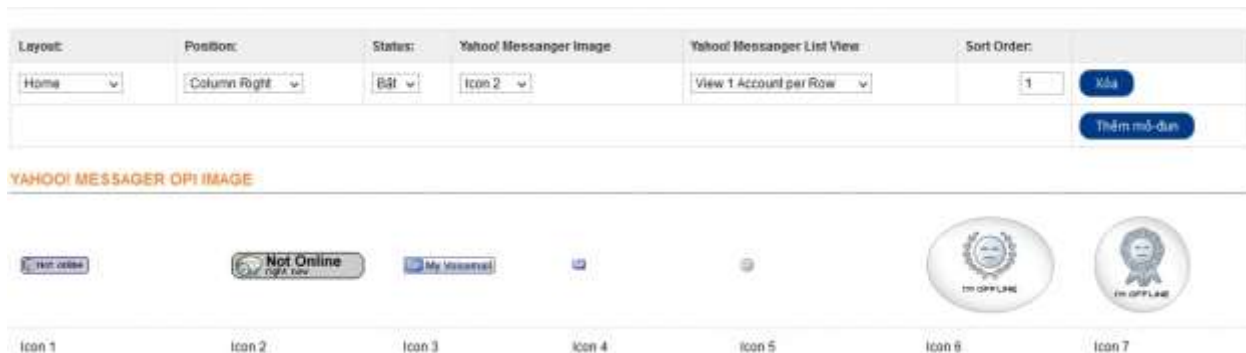 Layout: Position: Status: Yahoo! Messanger Image Yahoo! Messanger List View Sort Order:
Home Column Right Bật Icon 2 View 1 Account per Row 1 Xóa
Thêm mô-đun
YAHOO! MESSAGER OPI IMAGE
Not online Not Online My Voicemail
right now
I'M OFFLINE I'M OFFLINE
Icon 1 Icon 2 Icon 3 Icon 4 Icon 5 Icon 6 Icon 7